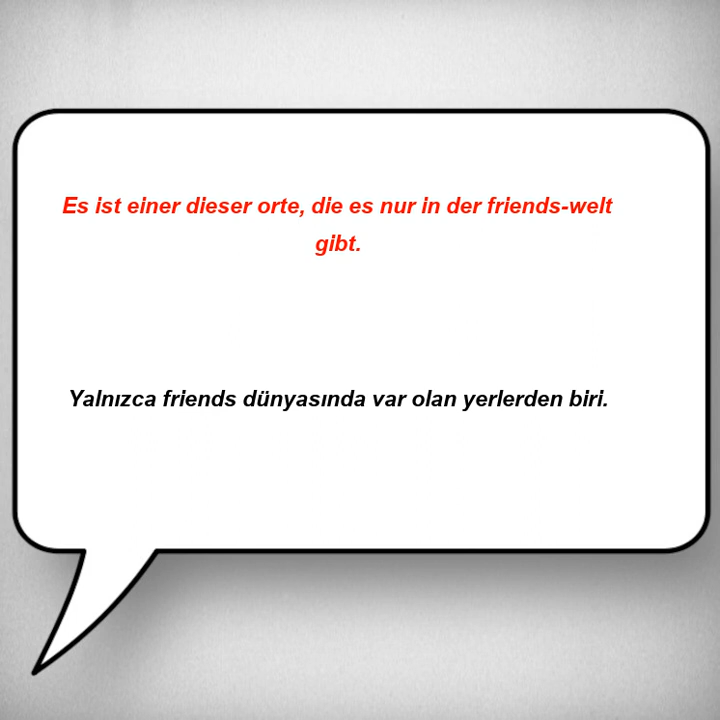 Es ist einer dieser orte, die es nur in der friends-welt
gibt.
Yalnızca friends dünyasında var olan yerlerden biri.